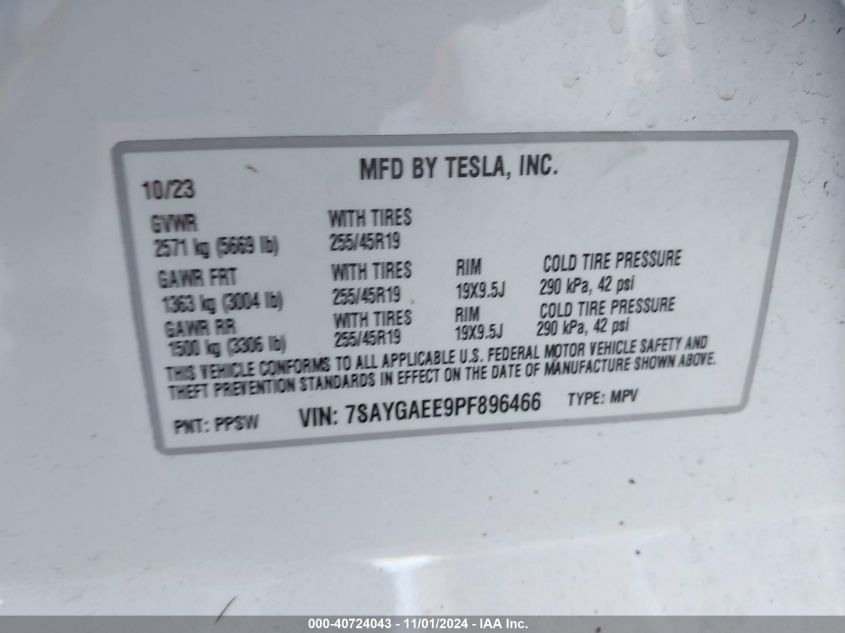 MFD BY TESLA, INC.
10/23
GVWR WITH TIRES
2571 kg (5669 lb) 255/45R19
GAWR FRT WITH TIRES RIM COLD TIRE PRESSURE
1363 kg (3004 lb) 255/45R19 19X9.5J 290 kPa, 42 psi
GAWR RR WITH TIRES RIM COLD TIRE PRESSURE
1500 kg (3306 lb) 255/45R19 19X9.5J 290 kPa, 42 psi
THIS VEHICLE CONFORMS TO ALL APPLICABLE U.S. FEDERAL MOTOR VEHICLE SAFETY AND
THEFT PREVENTION STANDARDS IN EFFECT ON THE DATE OF MANUFACTURE SHOWN ABOVE.
PNT: PPSW VIN: 7SAYGAEE9PF896466 TYPE: MPV
000-40724043 - 11/01/2024 - IAA Inc.